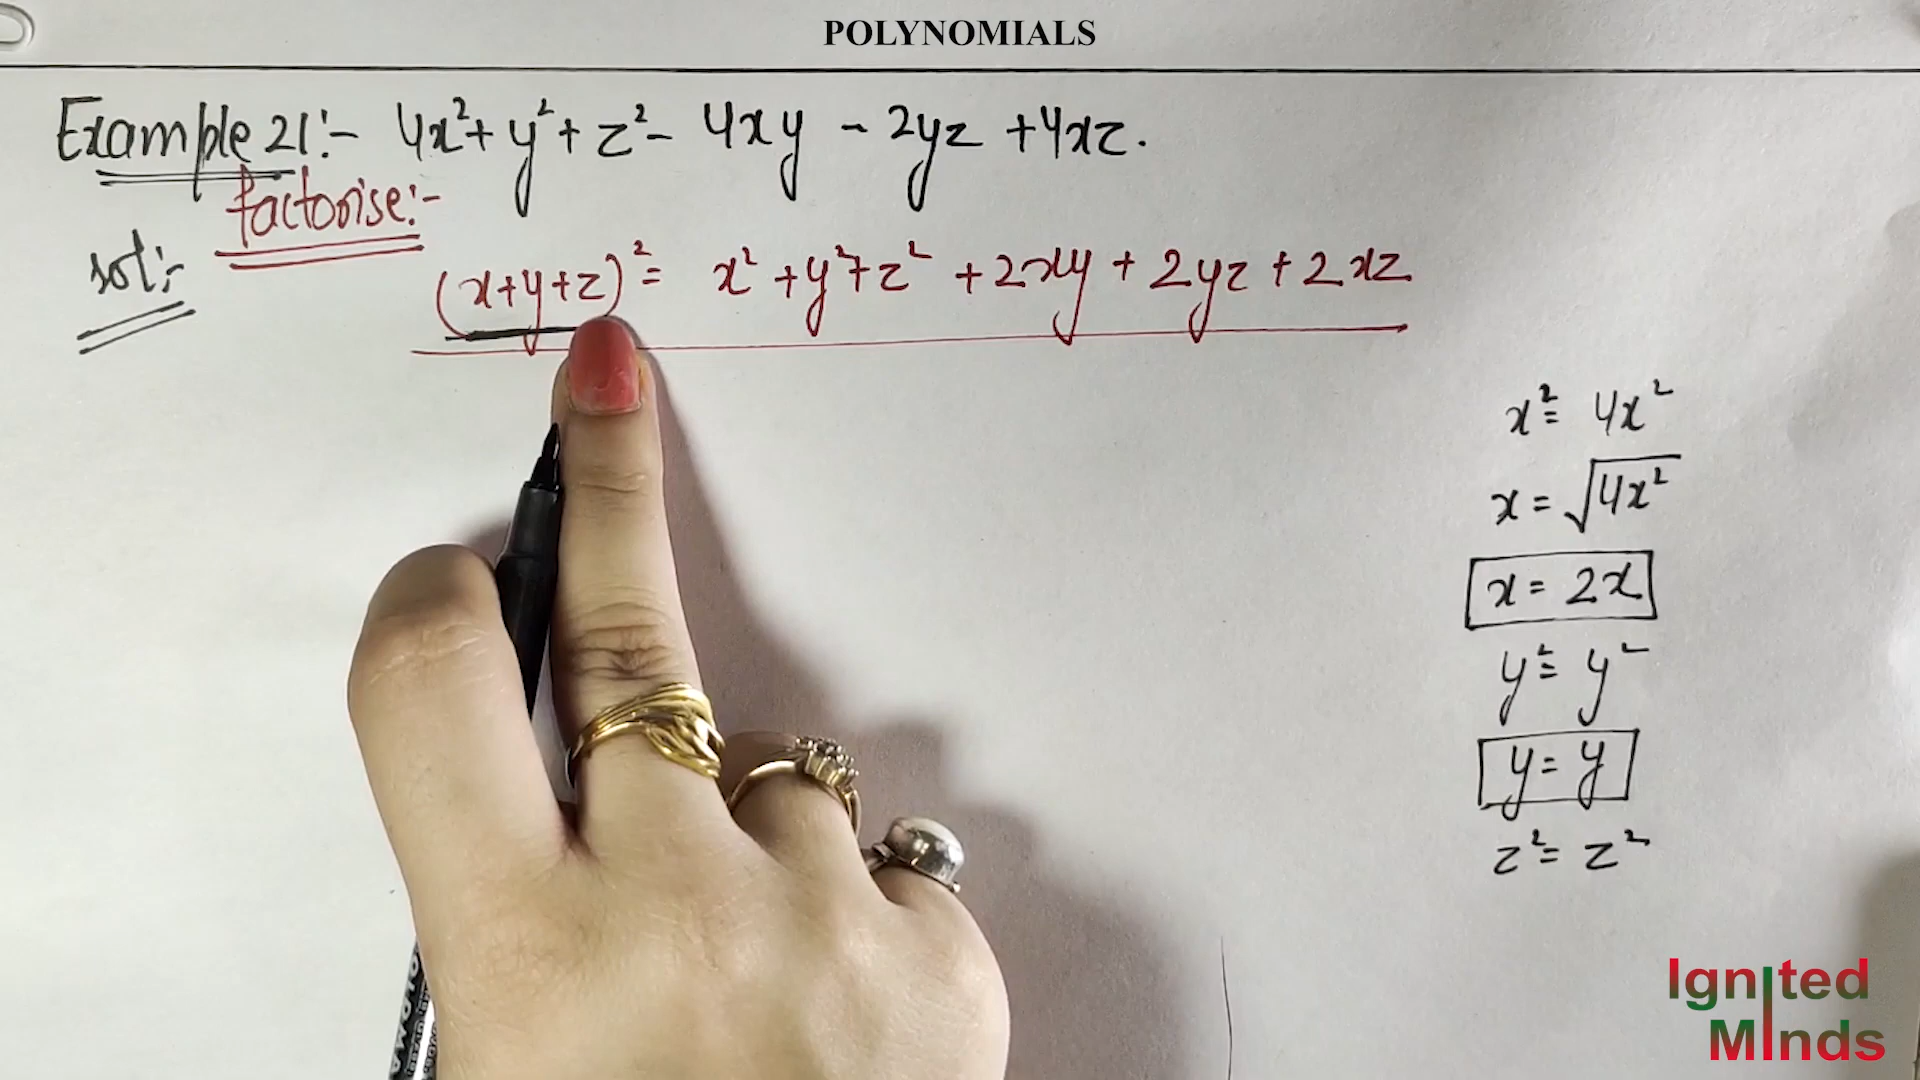 POLYNOMIALS
Example 21:- 4x²+ y²+ z²- 4xy - 2yz +4xz.
factorise:-
sol:-
(x+y+z)²= x²+y²+z²+2xy+2yz+2xz
x²= 4x²
x= √4x²
x= 2x
y²= y²
y= y
z²= z²
Ignited
Minds